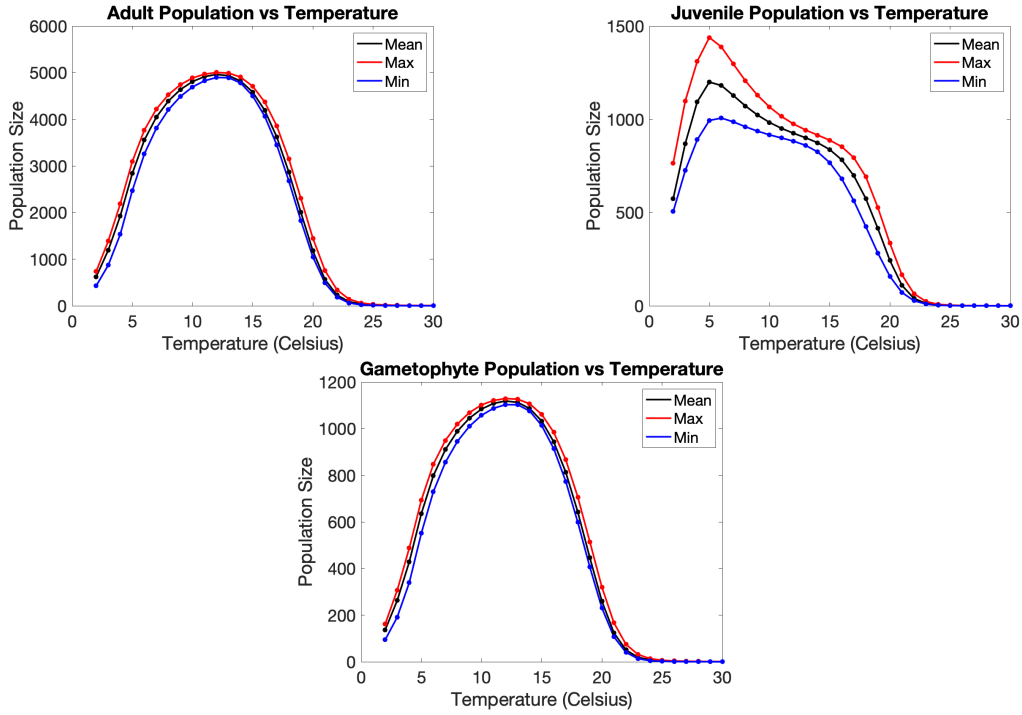 Adult Population vs Temperature
6000
5000
4000
3000
2000
1000
0
Population Size
0 5 10 15 20 25 30
Temperature (Celsius)
Mean
Max
Min
Juvenile Population vs Temperature
1500
1000
500
0
Population Size
0 5 10 15 20 25 30
Temperature (Celsius)
Mean
Max
Min
Gametophyte Population vs Temperature
1200
1000
800
600
400
200
0
Population Size
0 5 10 15 20 25 30
Temperature (Celsius)
Mean
Max
Min